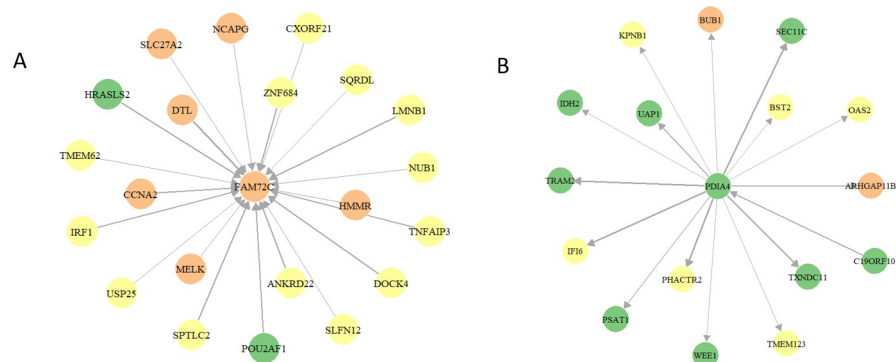 A
SLC27A2
NCAPG
CXORF21
HRASLS2
DTL
ZNF684
SQRDL
LMNB1
TMEM62
CCNA2
FAM72C
NUB1
HMMR
IRF1
TNFAIP3
USP25
MELK
ANKRD22
DOCK4
SPTLC2
SLFN12
POU2AF1
B
KPNB1
BUB1
SEC11C
IDH2
UAP1
BST2
OAS2
TRAM2
PDIA4
ARHGAP11B
IFI6
PHACTR2
TXNDC11
C19ORF10
PSAT1
WEE1
TMEM123